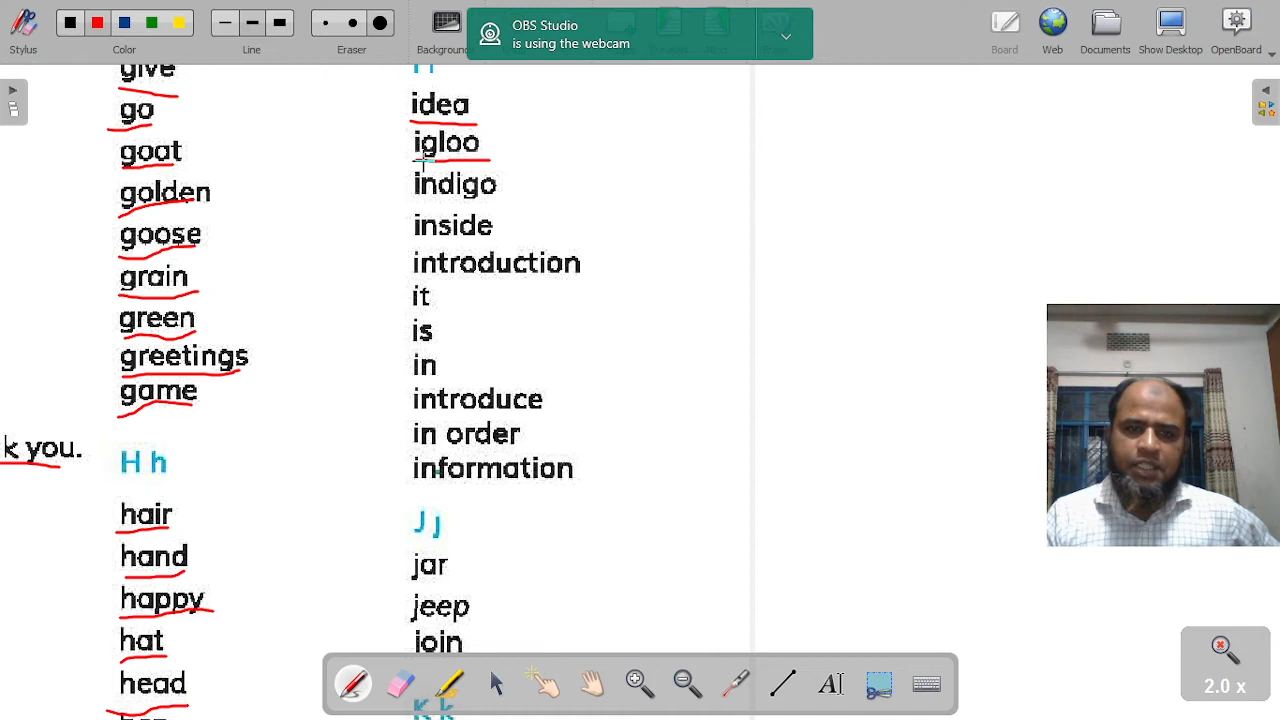 Stylus
Color
Line
Eraser
Background
OBS Studio
is using the webcam
Board
Web
Documents
Show Desktop
OpenBoard
give
go
goat
golden
goose
grain
green
greetings
game
k you.
H h
hair
hand
happy
hat
head
idea
igloo
indigo
inside
introduction
it
is
in
introduce
in order
information
J j
jar
jeep
join
K k
2.0 x